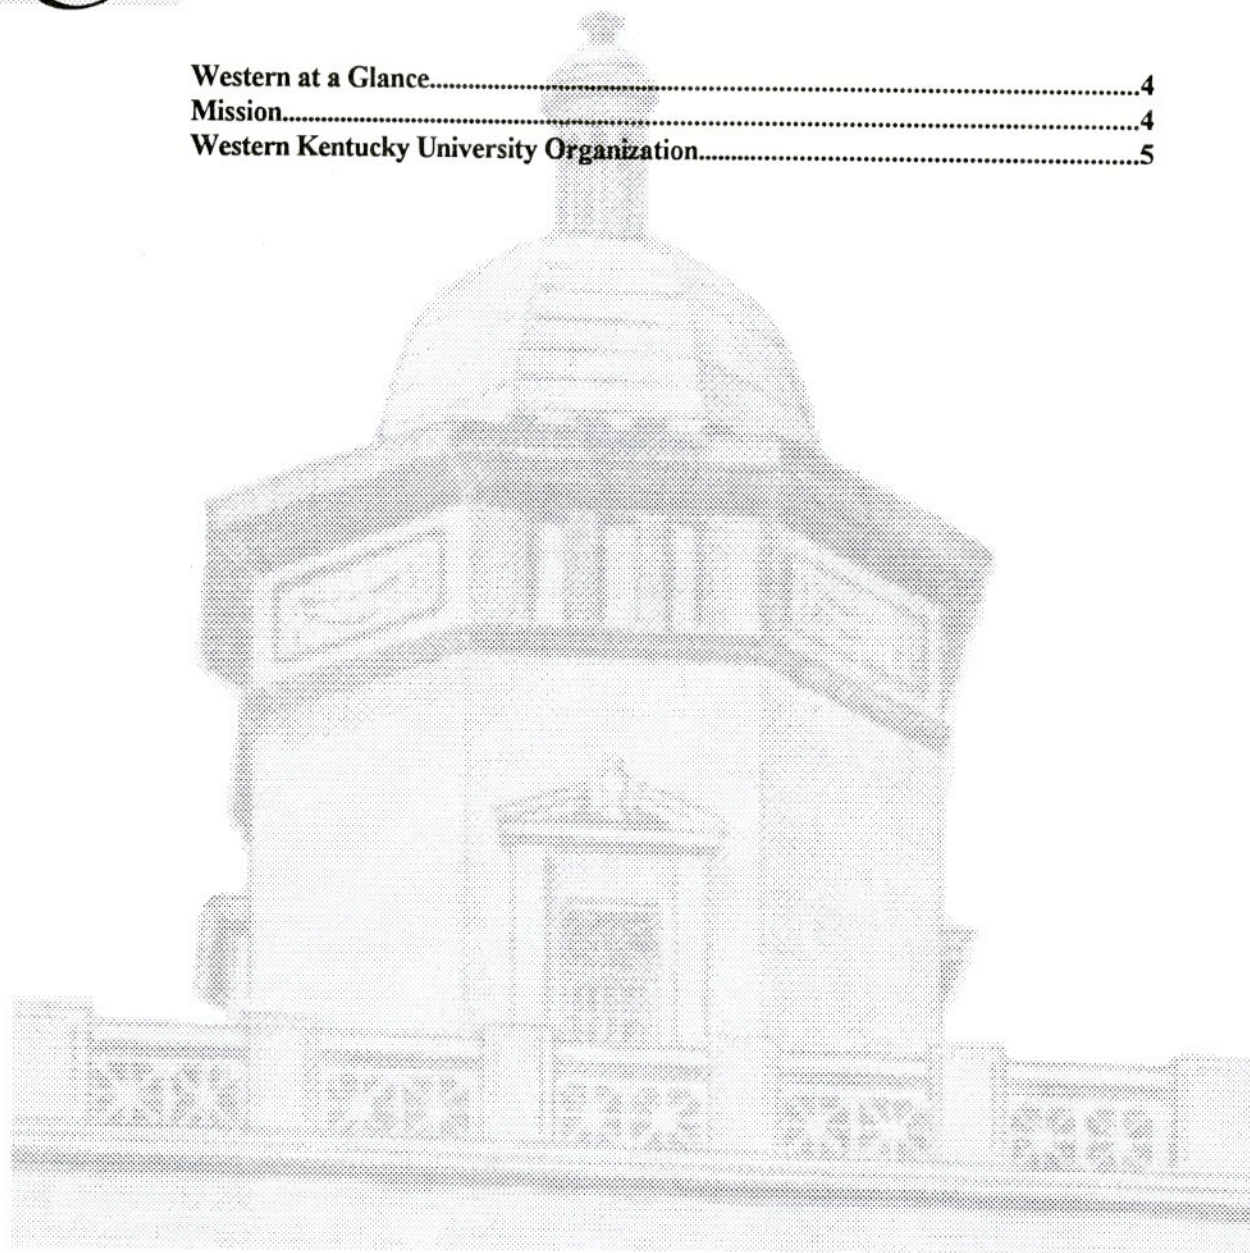 Western at a Glance....................................................................................................4
Mission....................................................................................................4
Western Kentucky University Organization....................................................................5